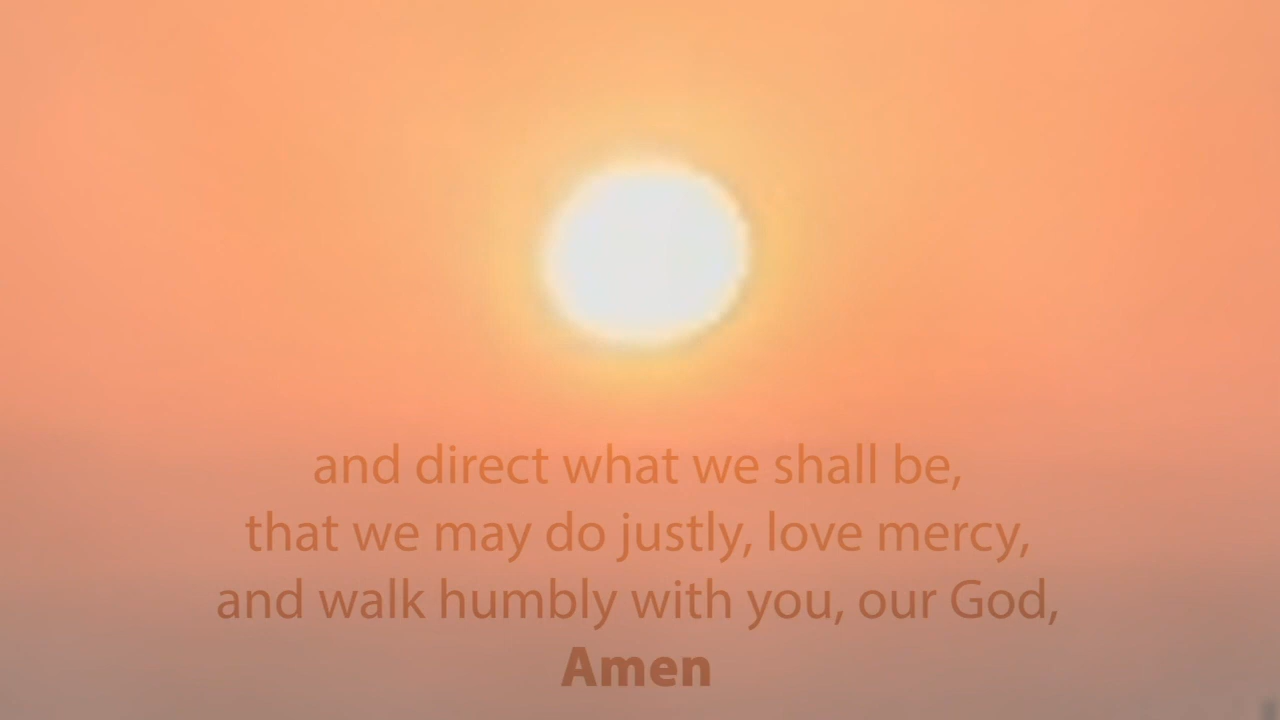 and direct what we shall be,
that we may do justly, love mercy,
and walk humbly with you, our God,
Amen